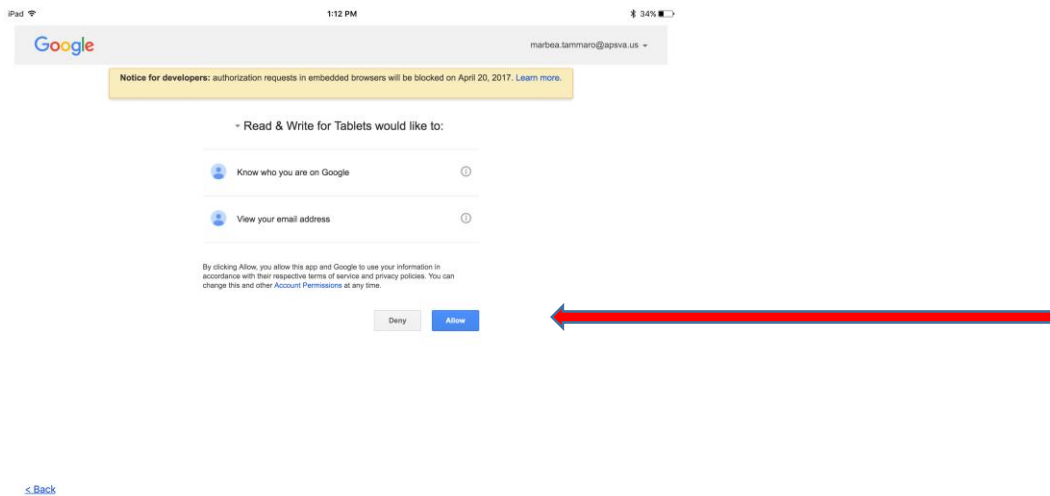 iPad 1:12 PM 34%
Google marbea.tammaro@apsva.us
Notice for developers: authorization requests in embedded browsers will be blocked on April 20, 2017. Learn more.
Read & Write for Tablets would like to:
Know who you are on Google
View your email address
By clicking Allow, you allow this app and Google to use your information in
accordance with their respective terms of service and privacy policies. You can
change this and other Account Permissions at any time.
Deny Allow
< Back